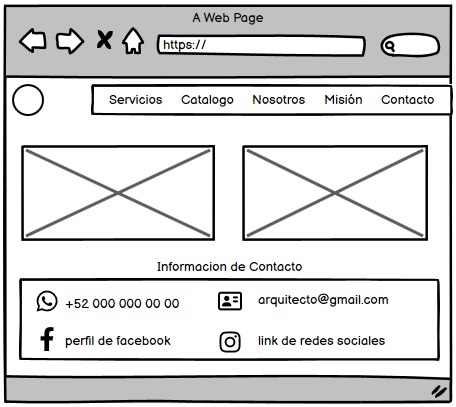 A Web Page
https://
Servicios Catalogo Nosotros Misión Contacto
Informacion de Contacto
+52 000 000 00 00 arquitecto@gmail.com
perfil de facebook link de redes sociales